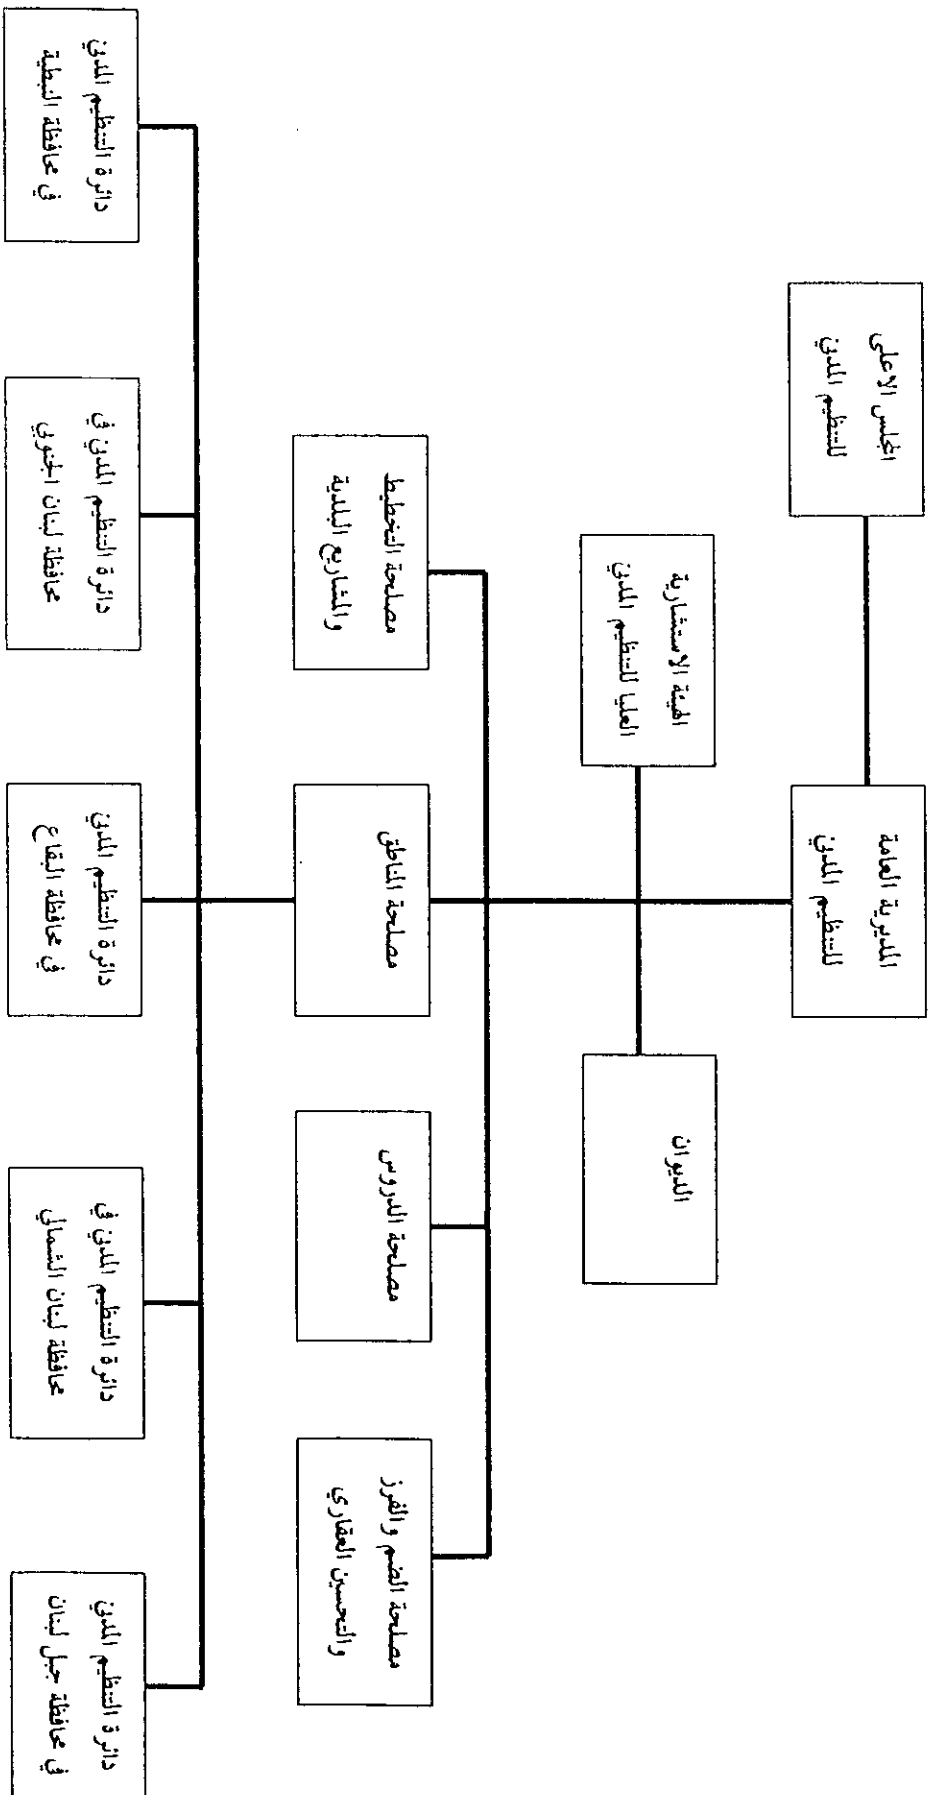 المجلس الاعلى
للتنظيم المدني
المديرية العامة
للتنظيم المدني
الهيئة الاستشارية
العليا للتنظيم المدني
الديوان
مصلحة التخطيط
والمشاريع البلدية
مصلحة المناطق
مصلحة الدروس
مصلحة الضم والفرز
والتحسين العقاري
دائرة التنظيم المدني
في محافظة النبطية
دائرة التنظيم المدني في
محافظة لبنان الجنوبي
دائرة التنظيم المدني
في محافظة البقاع
دائرة التنظيم المدني في
محافظة لبنان الشمالي
دائرة التنظيم المدني
في محافظة جبل لبنان